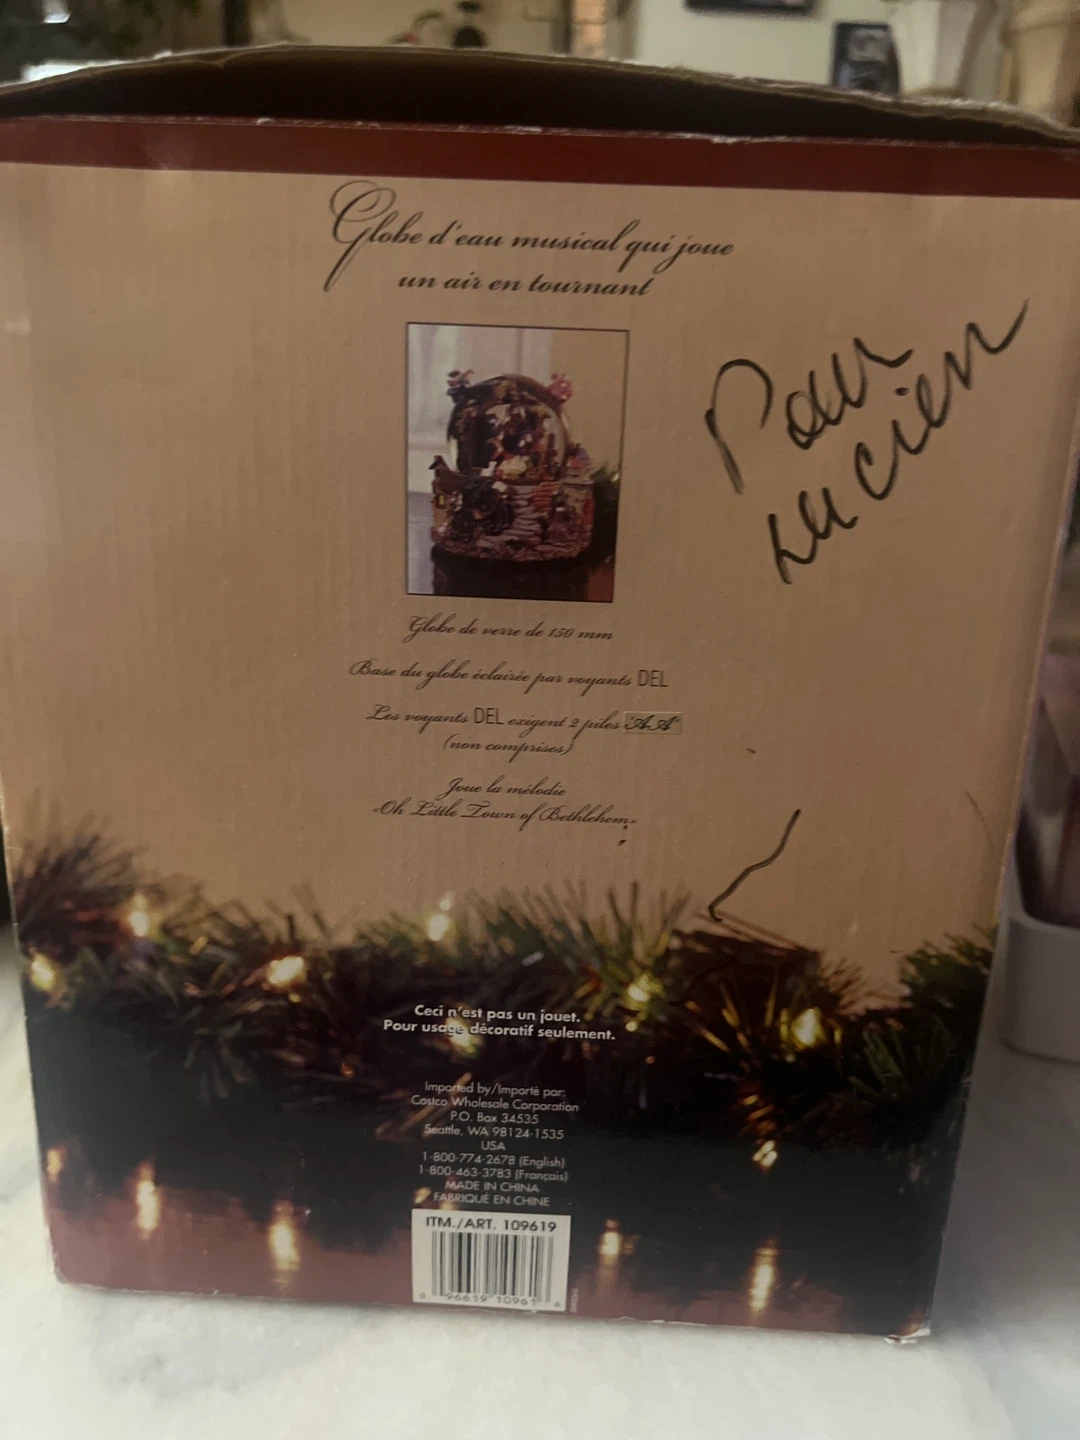 Globe d'eau musical qui joue
un air en tournant
Pour
Lucien
Globe de verre de 150 mm
Base du globe éclairée par voyants DEL
Les voyants DEL exigent 2 piles "AA"
(non comprises)
Joue la mélodie
«Oh Little Town of Bethlehem»
Ceci n'est pas un jouet.
Pour usage décoratif seulement.
Imported by/Importé par:
Costco Wholesale Corporation
P.O. Box 34535
Seattle, WA 98124-1535
USA
1-800-774-2678 (English)
1-800-463-3783 (Français)
MADE IN CHINA
FABRIQUÉ EN CHINE
ITM./ART. 109619
0 96619 10961 6